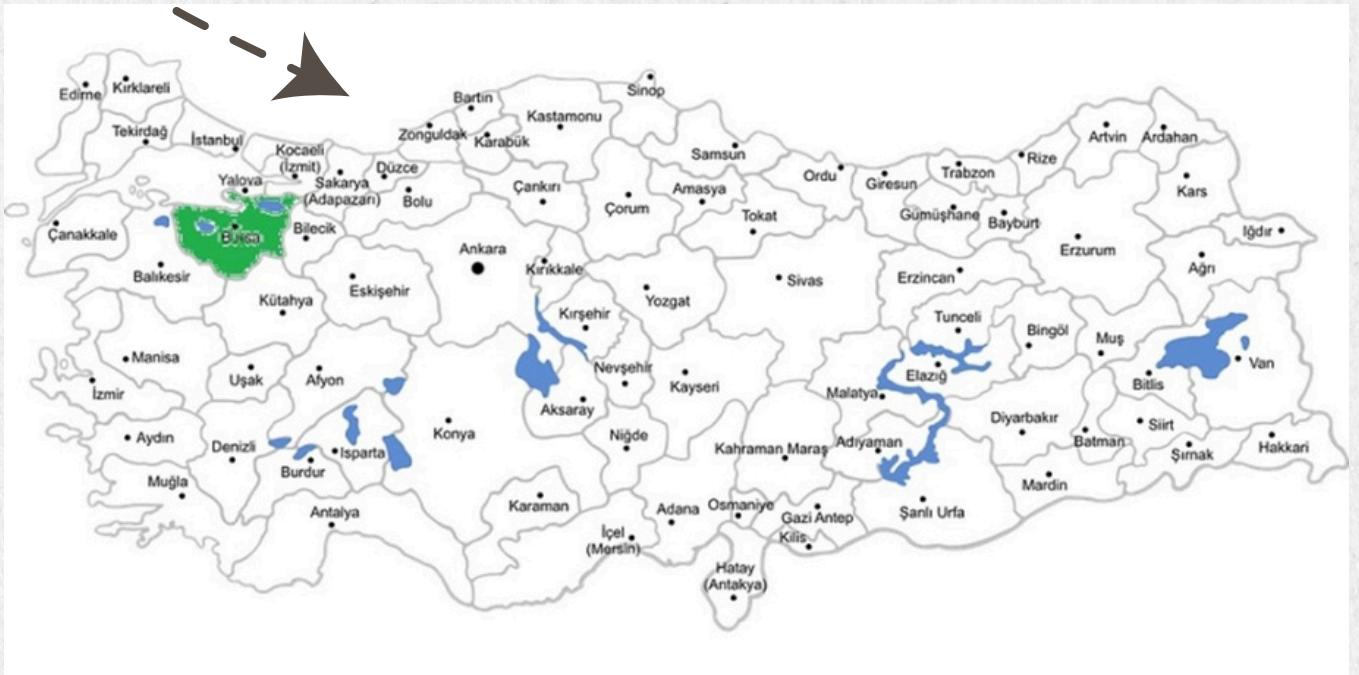 Edirne
Kırklareli
Tekirdağ
İstanbul
Kocaeli
(İzmit)
Yalova
Sakarya
(Adapazarı)
Düzce
Bolu
Zonguldak
Bartın
Karabük
Kastamonu
Sinop
Çankırı
Çorum
Samsun
Amasya
Tokat
Ordu
Giresun
Trabzon
Rize
Gümüşhane
Bayburt
Artvin
Ardahan
Kars
Iğdır
Ağrı
Erzurum
Erzincan
Çanakkale
Balıkesir
Bursa
Bilecik
Kütahya
Eskişehir
Ankara
Kırıkkale
Kırşehir
Yozgat
Sivas
Tunceli
Bingöl
Muş
Bitlis
Van
Manisa
İzmir
Uşak
Afyon
Konya
Aksaray
Nevşehir
Kayseri
Niğde
Malatya
Elazığ
Diyarbakır
Batman
Siirt
Şırnak
Hakkari
Mardin
Aydın
Denizli
Muğla
Burdur
Isparta
Antalya
Karaman
İçel
(Mersin)
Adana
Osmaniye
Kahraman Maraş
Adıyaman
Gazi Antep
Kilis
Şanlı Urfa
Hatay
(Antakya)